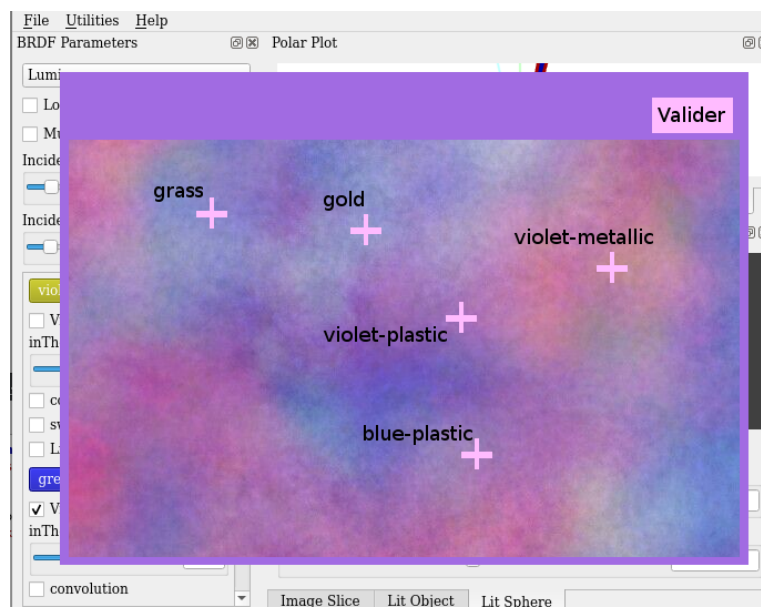 File Utilities Help
BRDF Parameters
Polar Plot
Valider
grass
gold
violet-metallic
violet-plastic
blue-plastic
convolution
Image Slice Lit Object Lit Sphere